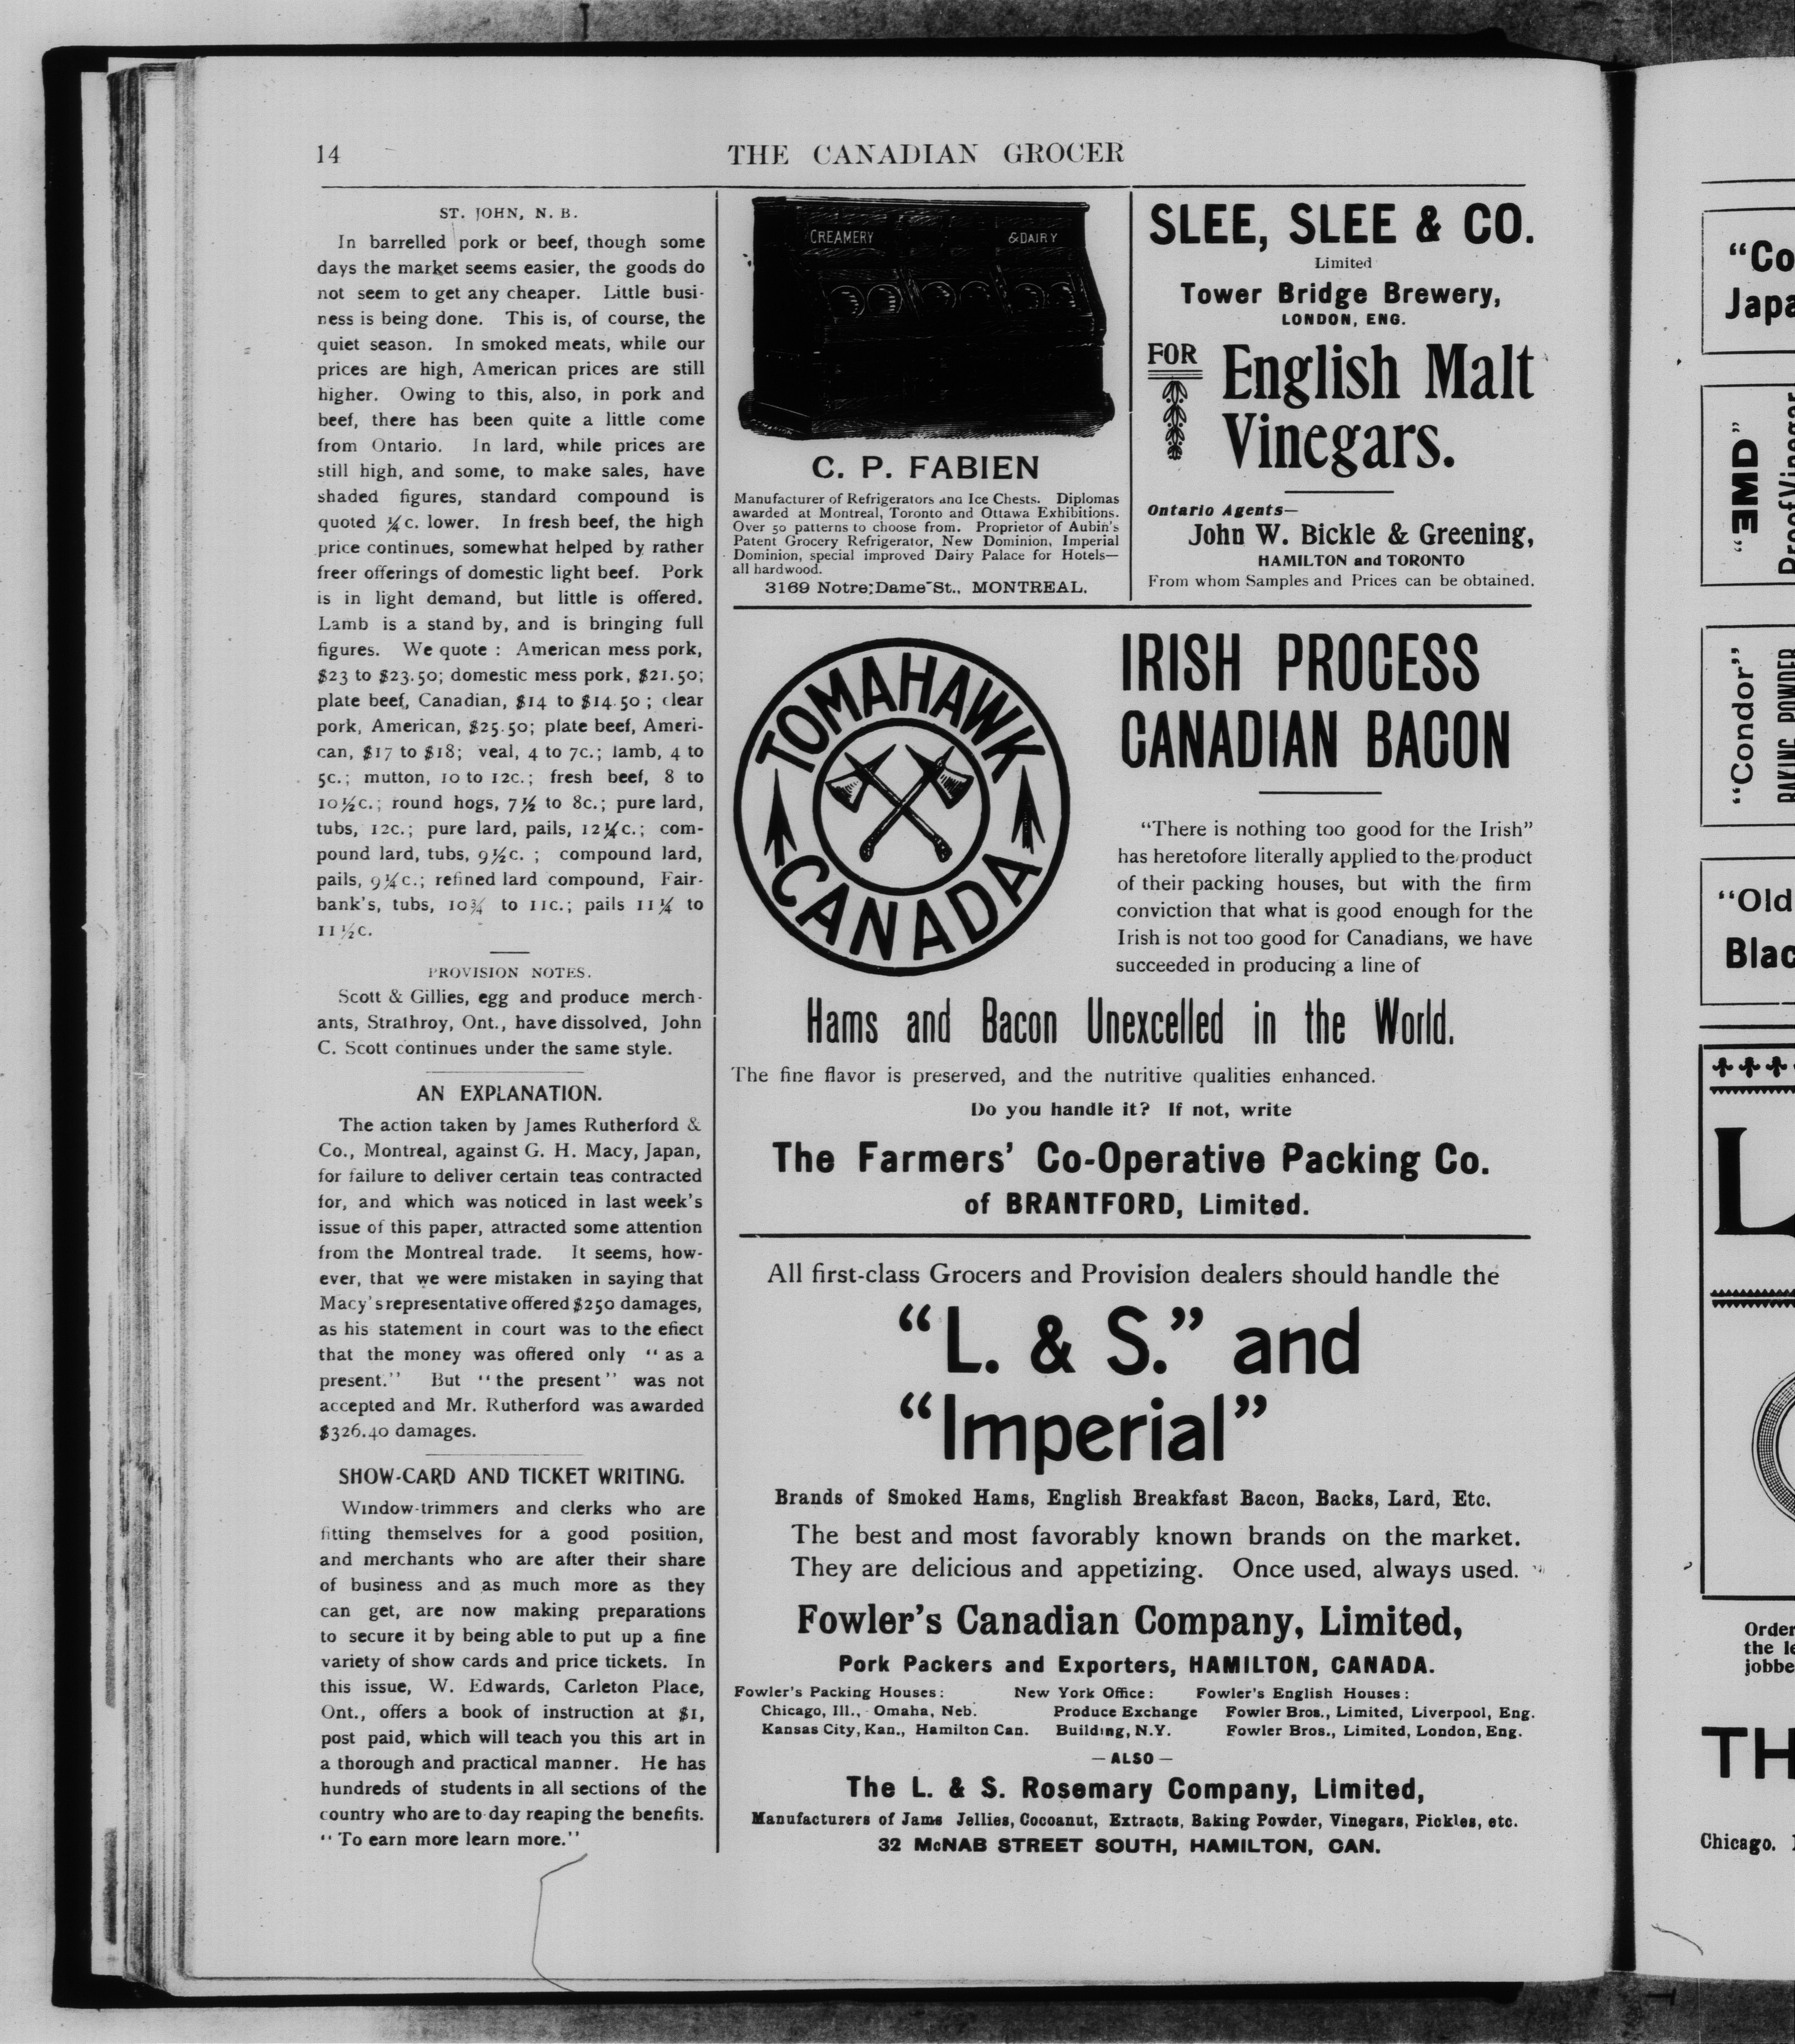 14
THE CANADIAN GROCER
ST. JOHN, N. B.
In barrelled pork or beef, though some
days the market seems easier, the goods do
not seem to get any cheaper. Little busi-
ness is being done. This is, of course, the
quiet season. In smoked meats, while our
prices are high, American prices are still
higher. Owing to this, also, in pork and
beef, there has been quite a little come
from Ontario. In lard, while prices are
still high, and some, to make sales, have
shaded figures, standard compound is
quoted ¼c. lower. In fresh beef, the high
price continues, somewhat helped by rather
freer offerings of domestic light beef. Pork
is in light demand, but little is offered.
Lamb is a stand by, and is bringing full
figures. We quote : American mess pork,
$23 to $23.50; domestic mess pork, $21.50;
plate beef, Canadian, $14 to $14.50 ; clear
pork, American, $25.50; plate beef, Ameri-
can, $17 to $18; veal, 4 to 7c.; lamb, 4 to
5c.; mutton, 10 to 12c.; fresh beef, 8 to
10½c.; round hogs, 7½ to 8c.; pure lard,
tubs, 12c.; pure lard, pails, 12¼c.; com-
pound lard, tubs, 9½c. ; compound lard,
pails, 9¼c.; refined lard compound, Fair-
bank's, tubs, 10¾ to 11c.; pails 11¼ to
11½c.
PROVISION NOTES.
Scott & Gillies, egg and produce merch-
ants, Strathroy, Ont., have dissolved, John
C. Scott continues under the same style.
AN EXPLANATION.
The action taken by James Rutherford &
Co., Montreal, against G. H. Macy, Japan,
for failure to deliver certain teas contracted
for, and which was noticed in last week's
issue of this paper, attracted some attention
from the Montreal trade. It seems, how-
ever, that we were mistaken in saying that
Macy's representative offered $250 damages,
as his statement in court was to the effect
that the money was offered only "as a
present." But "the present" was not
accepted and Mr. Rutherford was awarded
$326.40 damages.
SHOW-CARD AND TICKET WRITING.
Window-trimmers and clerks who are
fitting themselves for a good position,
and merchants who are after their share
of business and as much more as they
can get, are now making preparations
to secure it by being able to put up a fine
variety of show cards and price tickets. In
this issue, W. Edwards, Carleton Place,
Ont., offers a book of instruction at $1,
post paid, which will teach you this art in
a thorough and practical manner. He has
hundreds of students in all sections of the
country who are to-day reaping the benefits.
"To earn more learn more."
CREAMERY & DAIRY
C. P. FABIEN
Manufacturer of Refrigerators and Ice Chests. Diplomas
awarded at Montreal, Toronto and Ottawa Exhibitions.
Over 50 patterns to choose from. Proprietor of Aubin's
Patent Grocery Refrigerator, New Dominion, Imperial
Dominion, special improved Dairy Palace for Hotels—
all hardwood.
3169 Notre Dame St., MONTREAL.
SLEE, SLEE & CO.
Limited
Tower Bridge Brewery,
LONDON, ENG.
FOR English Malt
Vinegars.
Ontario Agents—
John W. Bickle & Greening,
HAMILTON and TORONTO
From whom Samples and Prices can be obtained.
TOMAHAWK
CANADA
IRISH PROCESS
CANADIAN BACON
"There is nothing too good for the Irish"
has heretofore literally applied to the product
of their packing houses, but with the firm
conviction that what is good enough for the
Irish is not too good for Canadians, we have
succeeded in producing a line of
Hams and Bacon Unexcelled in the World.
The fine flavor is preserved, and the nutritive qualities enhanced.
Do you handle it? If not, write
The Farmers' Co-Operative Packing Co.
of BRANTFORD, Limited.
All first-class Grocers and Provision dealers should handle the
"L. & S." and
"Imperial"
Brands of Smoked Hams, English Breakfast Bacon, Backs, Lard, Etc.
The best and most favorably known brands on the market.
They are delicious and appetizing. Once used, always used.
Fowler's Canadian Company, Limited,
Pork Packers and Exporters, HAMILTON, CANADA.
Fowler's Packing Houses: New York Office: Fowler's English Houses:
Chicago, Ill., Omaha, Neb. Produce Exchange Fowler Bros., Limited, Liverpool, Eng.
Kansas City, Kan., Hamilton Can. Building, N.Y. Fowler Bros., Limited, London, Eng.
—ALSO—
The L. & S. Rosemary Company, Limited,
Manufacturers of Jams Jellies, Cocoanut, Extracts, Baking Powder, Vinegars, Pickles, etc.
32 McNAB STREET SOUTH, HAMILTON, CAN.
"Co
Japa
"EMD"
Proof Vinegar
"Condor"
BAKING POWDER
"Old
Blac
L
Order
the le
jobbe
TH
Chicago.